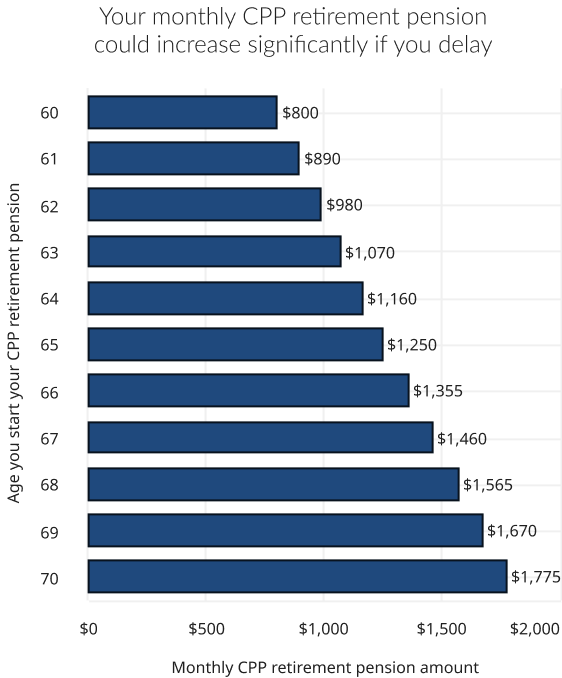 Your monthly CPP retirement pension
could increase significantly if you delay
Age you start your CPP retirement pension
60 $800
61 $890
62 $980
63 $1,070
64 $1,160
65 $1,250
66 $1,355
67 $1,460
68 $1,565
69 $1,670
70 $1,775
$0 $500 $1,000 $1,500 $2,000
Monthly CPP retirement pension amount